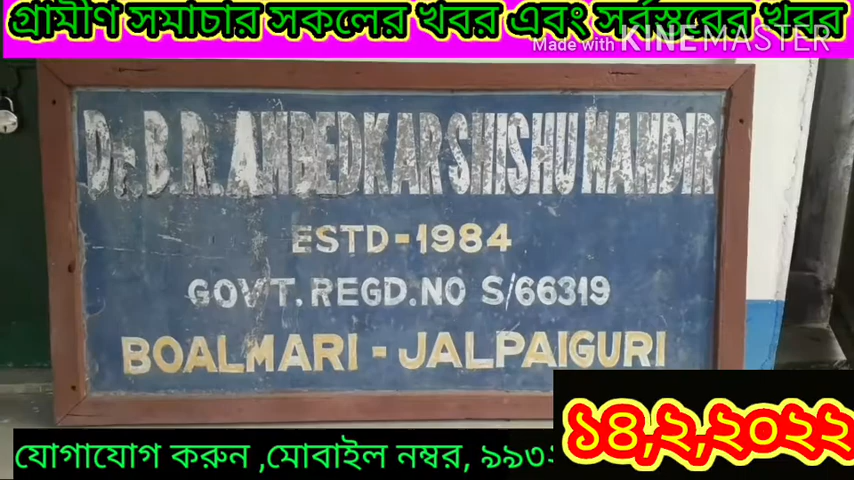 গ্রামীণ সমাচার সকলের খবর এবং সর্বস্তরের খবর
Made with KINEMASTER
Dr. B.R. AMBEDKAR SHISHU MANDIR
ESTD-1984
GOVT. REGD. NO S/66319
BOALMARI - JALPAIGURI
১৪,২,২০২২
যোগাযোগ করুন ,মোবাইল নম্বর, ৯৯৩২